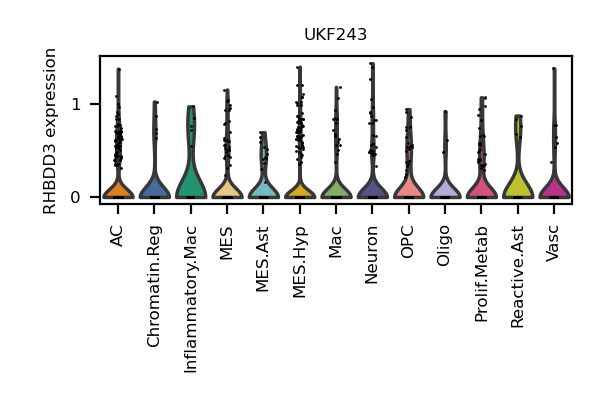 UKF243
RHBDD3 expression
1
0
AC
Chromatin.Reg
Inflammatory.Mac
MES
MES.Ast
MES.Hyp
Mac
Neuron
OPC
Oligo
Prolif.Metab
Reactive.Ast
Vasc